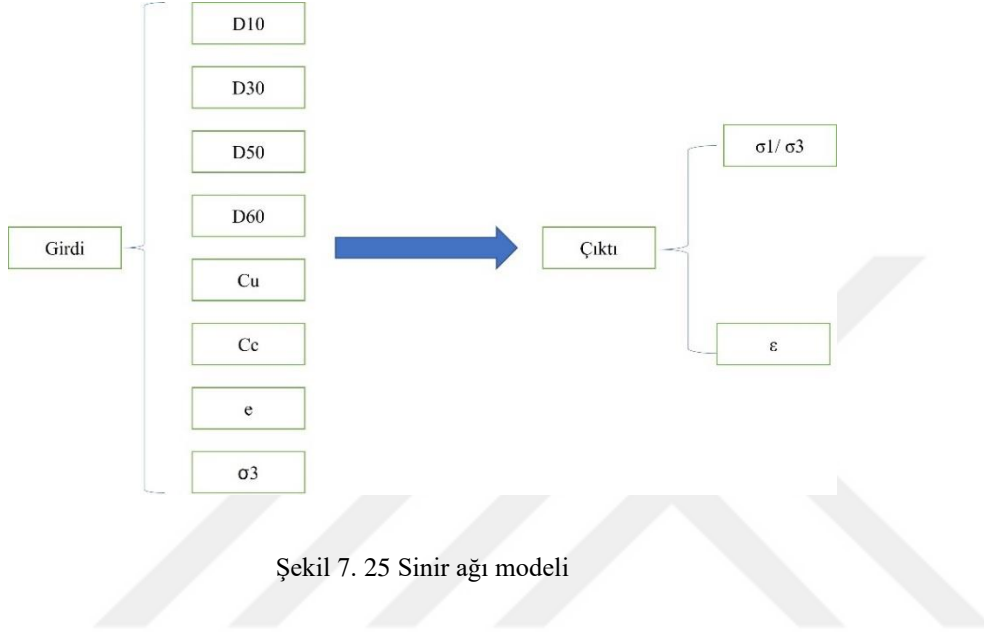 D10
D30
D50
D60
Girdi
Cu
Cc
e
σ3
Çıktı
σ1/ σ3
ε
Şekil 7. 25 Sinir ağı modeli